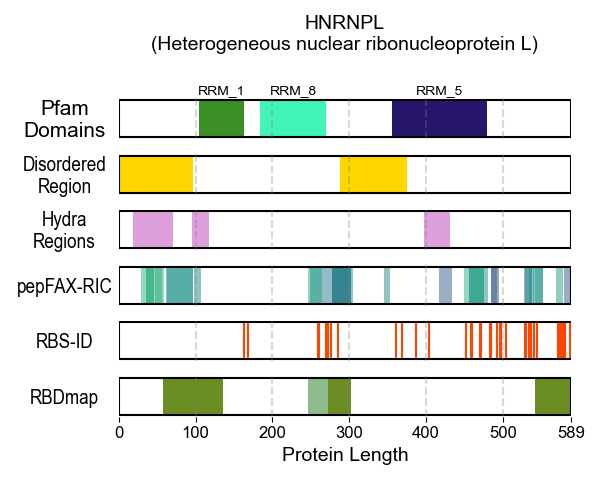 HNRNPL
(Heterogeneous nuclear ribonucleoprotein L)
RRM_1 RRM_8 RRM_5
Pfam
Domains
Disordered
Region
Hydra
Regions
pepFAX-RIC
RBS-ID
RBDmap
0 100 200 300 400 500 589
Protein Length